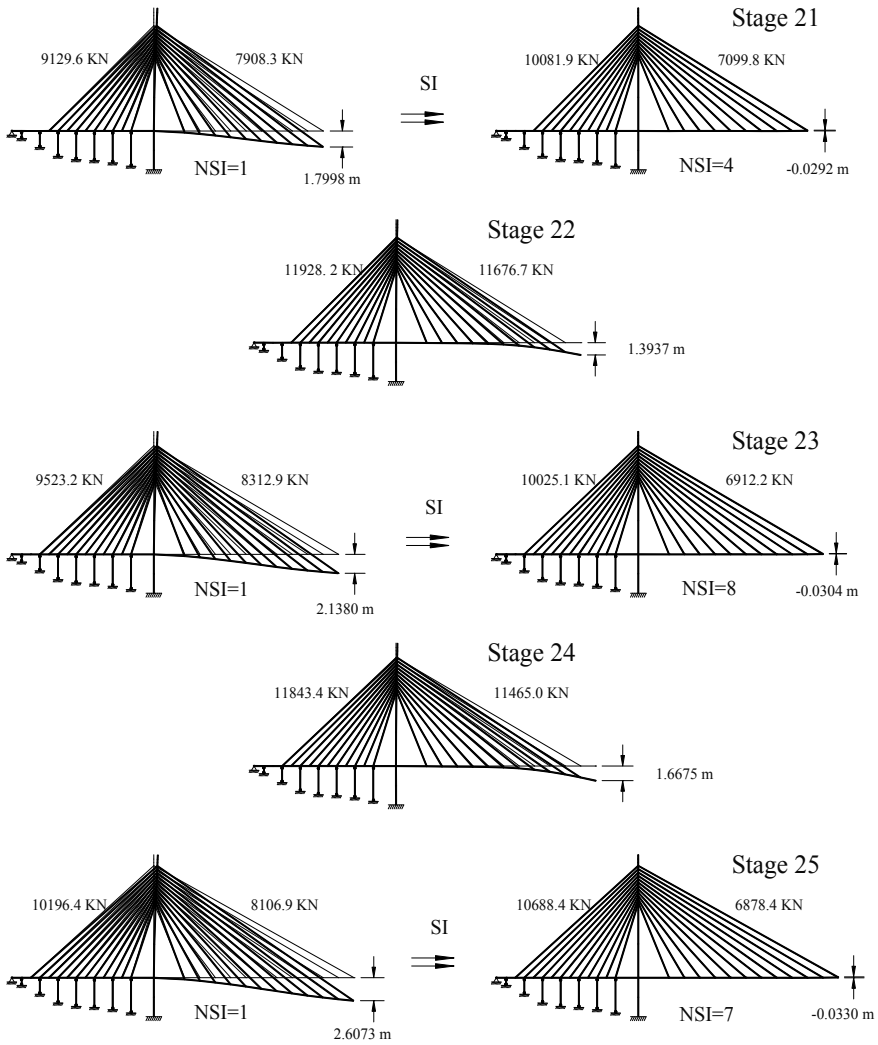 Stage 21
9129.6 KN
7908.3 KN
SI
10081.9 KN
7099.8 KN
NSI=1
1.7998 m
NSI=4
-0.0292 m
Stage 22
11928. 2 KN
11676.7 KN
1.3937 m
Stage 23
9523.2 KN
8312.9 KN
SI
10025.1 KN
6912.2 KN
NSI=1
2.1380 m
NSI=8
-0.0304 m
Stage 24
11843.4 KN
11465.0 KN
1.6675 m
Stage 25
10196.4 KN
8106.9 KN
SI
10688.4 KN
6878.4 KN
NSI=1
2.6073 m
NSI=7
-0.0330 m